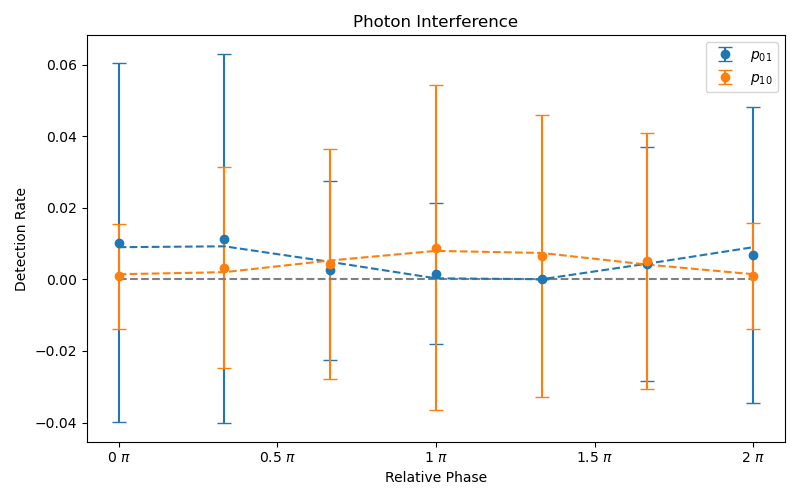 Photon Interference
p01
p10
0.06
0.04
0.02
0.00
−0.02
−0.04
Detection Rate
0 π
0.5 π
1 π
1.5 π
2 π
Relative Phase